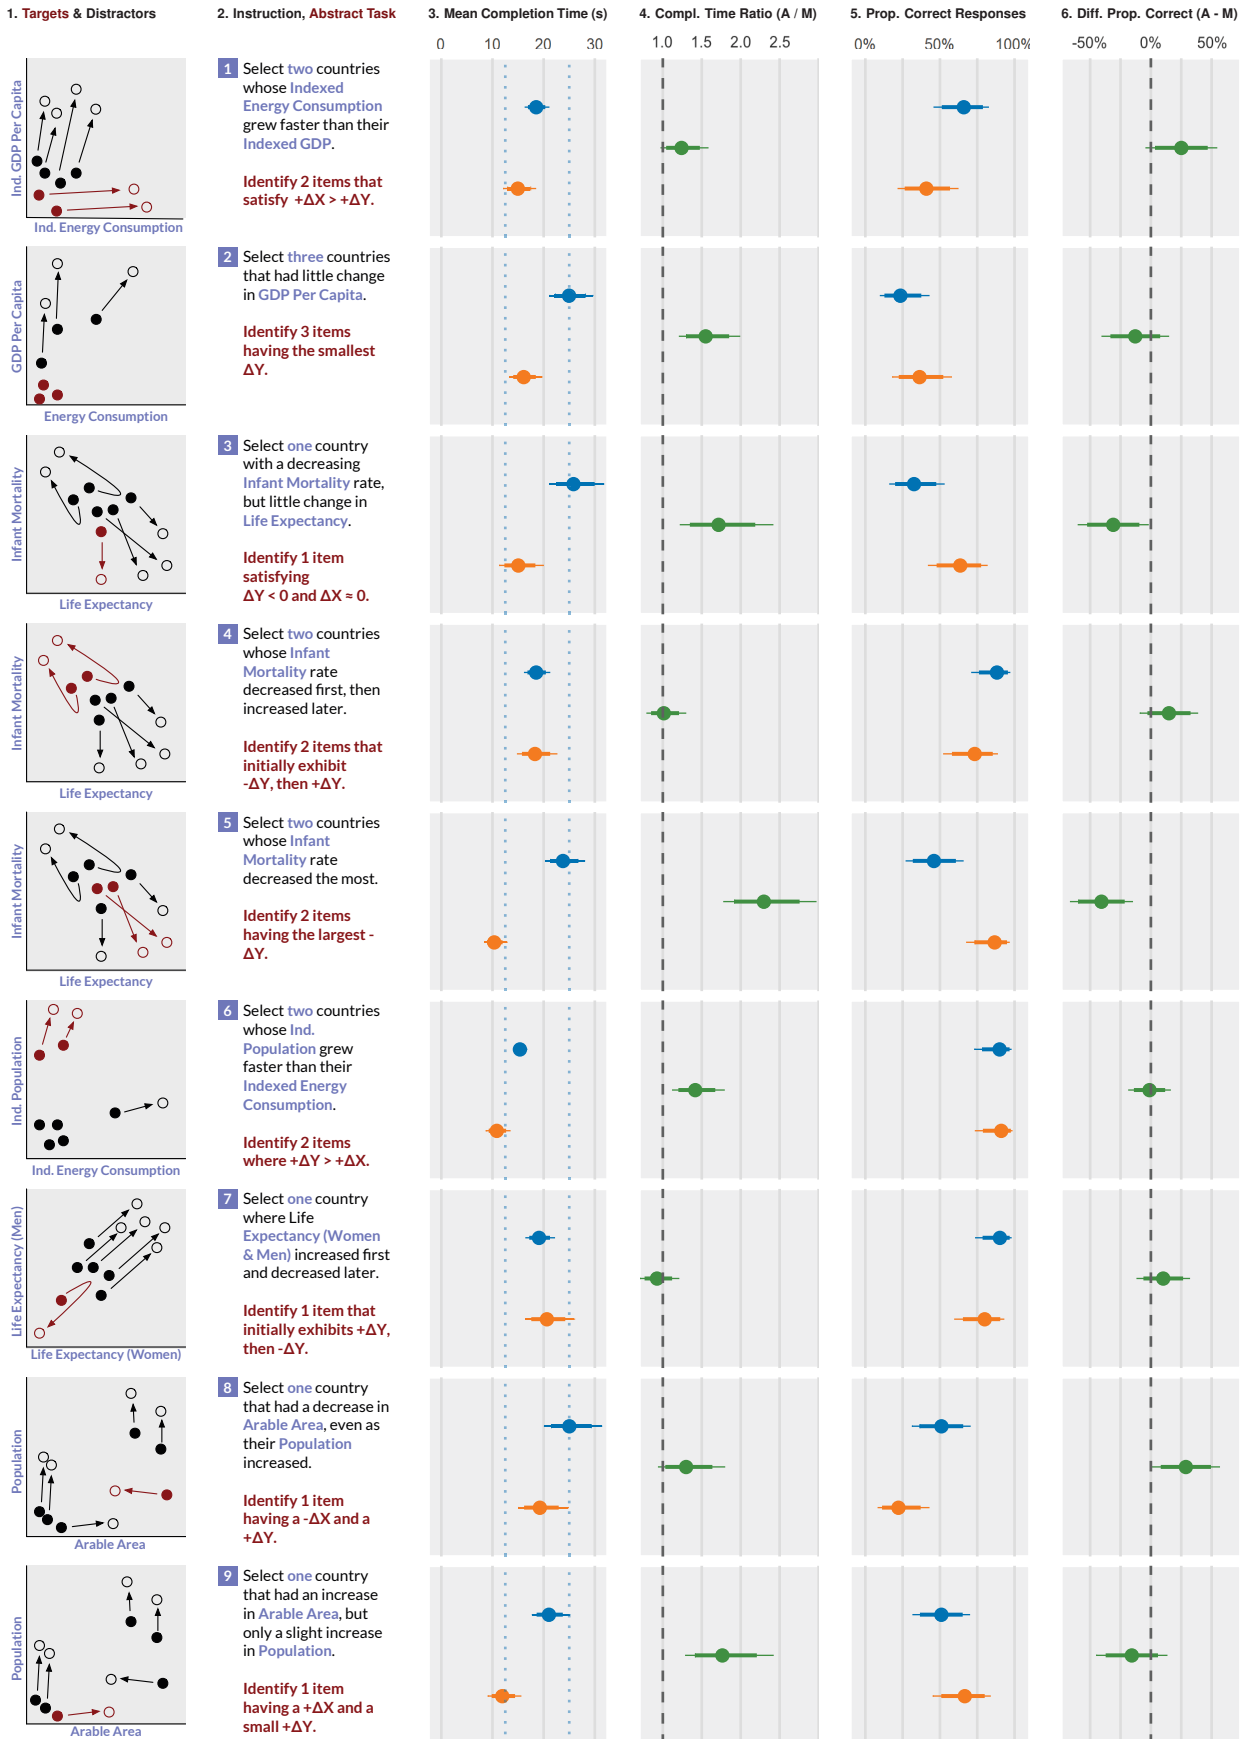 1. Targets & Distractors
2. Instruction, Abstract Task
3. Mean Completion Time (s)
4. Compl. Time Ratio (A / M)
5. Prop. Correct Responses
6. Diff. Prop. Correct (A - M)
0 10 20 30
1.0 1.5 2.0 2.5
0% 50% 100%
-50% 0% 50%
Ind. GDP Per Capita
Ind. Energy Consumption
1 Select two countries
whose Indexed
Energy Consumption
grew faster than their
Indexed GDP.
Identify 2 items that
satisfy +ΔX > +ΔY.
GDP Per Capita
Energy Consumption
2 Select three countries
that had little change
in GDP Per Capita.
Identify 3 items
having the smallest
ΔY.
Infant Mortality
Life Expectancy
3 Select one country
with a decreasing
Infant Mortality rate,
but little change in
Life Expectancy.
Identify 1 item
satisfying
ΔY < 0 and ΔX ≈ 0.
Infant Mortality
Life Expectancy
4 Select two countries
whose Infant
Mortality rate
decreased first, then
increased later.
Identify 2 items that
initially exhibit
-ΔY, then +ΔY.
Infant Mortality
Life Expectancy
5 Select two countries
whose Infant
Mortality rate
decreased the most.
Identify 2 items
having the largest -
ΔY.
Ind. Population
Ind. Energy Consumption
6 Select two countries
whose Ind.
Population grew
faster than their
Indexed Energy
Consumption.
Identify 2 items
where +ΔY > +ΔX.
Life Expectancy (Men)
Life Expectancy (Women)
7 Select one country
where Life
Expectancy (Women
& Men) increased first
and decreased later.
Identify 1 item that
initially exhibits +ΔY,
then -ΔY.
Population
Arable Area
8 Select one country
that had a decrease in
Arable Area, even as
their Population
increased.
Identify 1 item
having a -ΔX and a
+ΔY.
Population
Arable Area
9 Select one country
that had an increase
in Arable Area, but
only a slight increase
in Population.
Identify 1 item
having a +ΔX and a
small +ΔY.